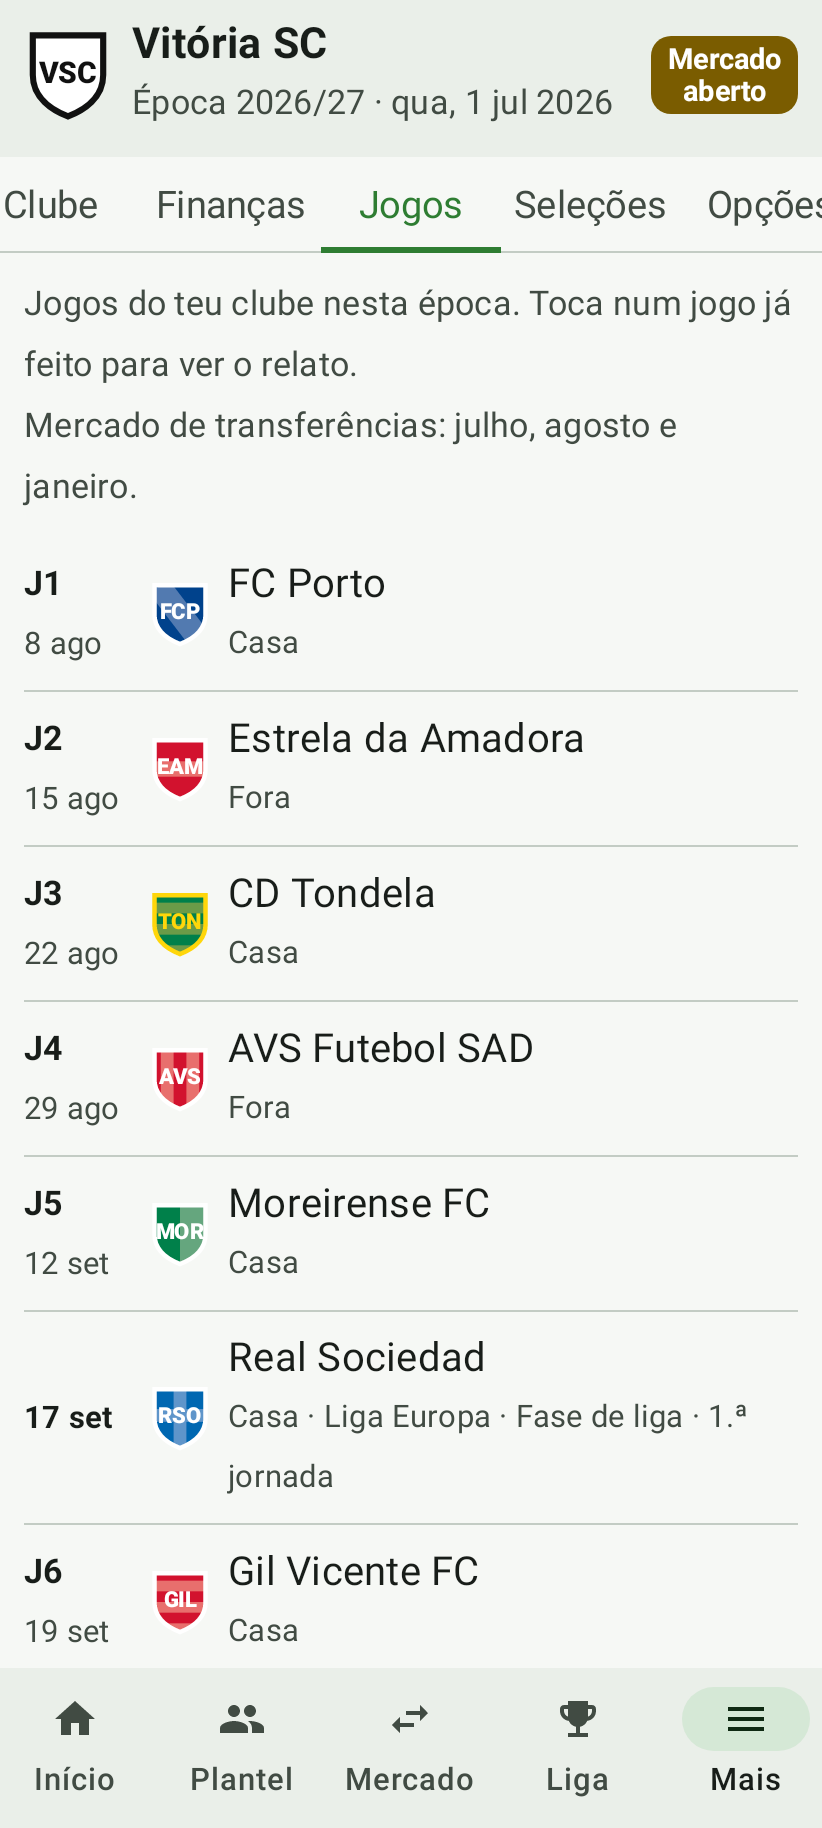 VSC
Vitória SC
Época 2026/27 · qua, 1 jul 2026
Mercado
aberto
Clube
Finanças
Jogos
Seleções
Opções
Jogos do teu clube nesta época. Toca num jogo já
feito para ver o relato.
Mercado de transferências: julho, agosto e
janeiro.
J1
8 ago
FCP
FC Porto
Casa
J2
15 ago
EAM
Estrela da Amadora
Fora
J3
22 ago
TON
CD Tondela
Casa
J4
29 ago
AVS
AVS Futebol SAD
Fora
J5
12 set
MOR
Moreirense FC
Casa
17 set
RSO
Real Sociedad
Casa · Liga Europa · Fase de liga · 1.ª
jornada
J6
19 set
GIL
Gil Vicente FC
Casa
Início
Plantel
Mercado
Liga
Mais